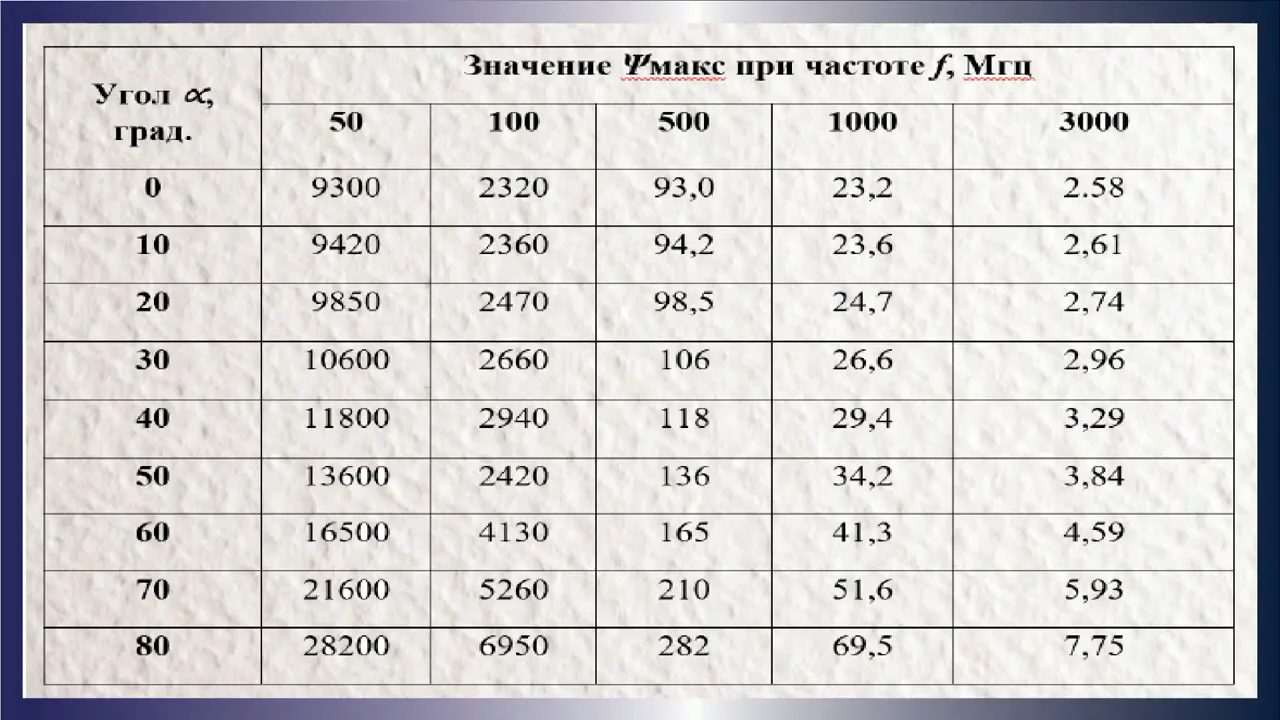 Угол ∝, град.
Значение Ψмакс при частоте f, Мгц
50 100 500 1000 3000
0 9300 2320 93,0 23,2 2.58
10 9420 2360 94,2 23,6 2,61
20 9850 2470 98,5 24,7 2,74
30 10600 2660 106 26,6 2,96
40 11800 2940 118 29,4 3,29
50 13600 2420 136 34,2 3,84
60 16500 4130 165 41,3 4,59
70 21600 5260 210 51,6 5,93
80 28200 6950 282 69,5 7,75